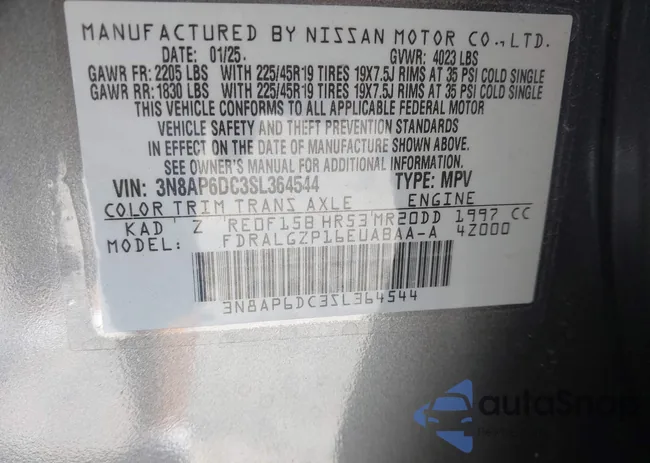 MANUFACTURED BY NISSAN MOTOR CO., LTD.
DATE: 01/25. GVWR: 4023 LBS
GAWR FR: 2205 LBS WITH 225/45R19 TIRES 19X7.5J RIMS AT 35 PSI COLD SINGLE
GAWR RR: 1830 LBS WITH 225/45R19 TIRES 19X7.5J RIMS AT 35 PSI COLD SINGLE
THIS VEHICLE CONFORMS TO ALL APPLICABLE FEDERAL MOTOR
VEHICLE SAFETY AND THEFT PREVENTION STANDARDS
IN EFFECT ON THE DATE OF MANUFACTURE SHOWN ABOVE.
SEE OWNER'S MANUAL FOR ADDITIONAL INFORMATION.
VIN: 3N8AP6DC3SL364544 TYPE: MPV
COLOR TRIM TRANS AXLE ENGINE
KAD Z RE0F15B HR53 MR20DD 1997 CC
MODEL: FDRALGZP16EUABAA-A 4Z000
3N8AP6DC3SL364544
autoSnap